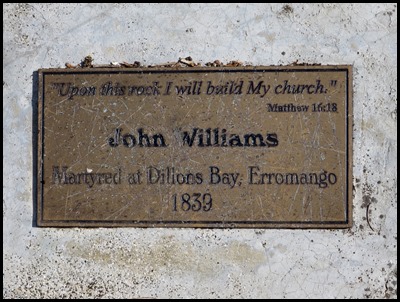 "Upon this rock I will build My church."
Matthew 16:18
John Williams
Martyred at Dillons Bay, Erromango
1839